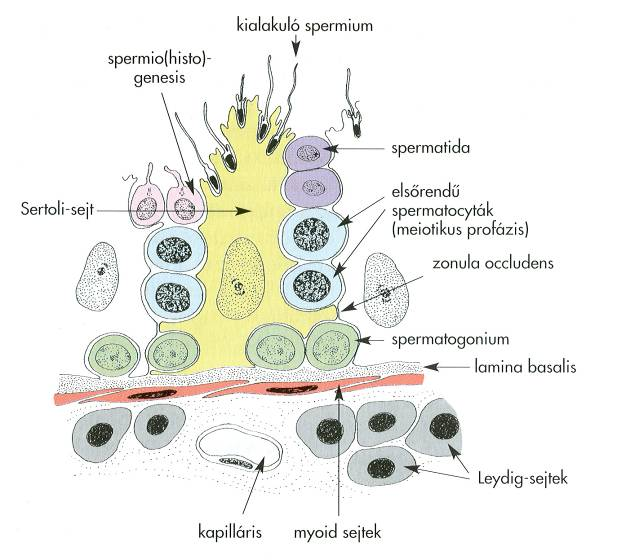 kialakuló spermium
spermio(histo)-
genesis
spermatida
Sertoli-sejt
elsőrendű
spermatocyták
(meiotikus profázis)
zonula occludens
spermatogonium
lamina basalis
Leydig-sejtek
kapilláris
myoid sejtek